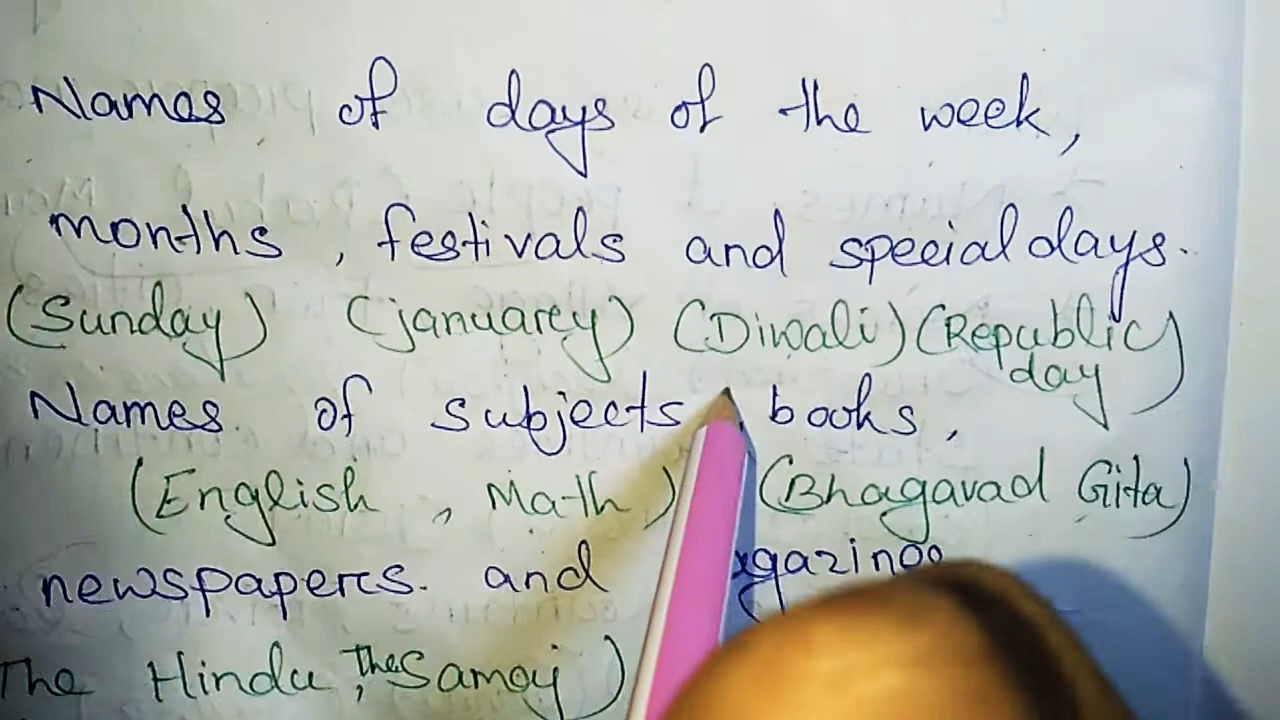 Names of days of the week,
months, festivals and special days.
(Sunday) (januarey) (Diwali) (Republic
day)
Names of subjects books,
(English, Math) (Bhagavad Gita)
newspapers. and
The Hindu, The Samaj)